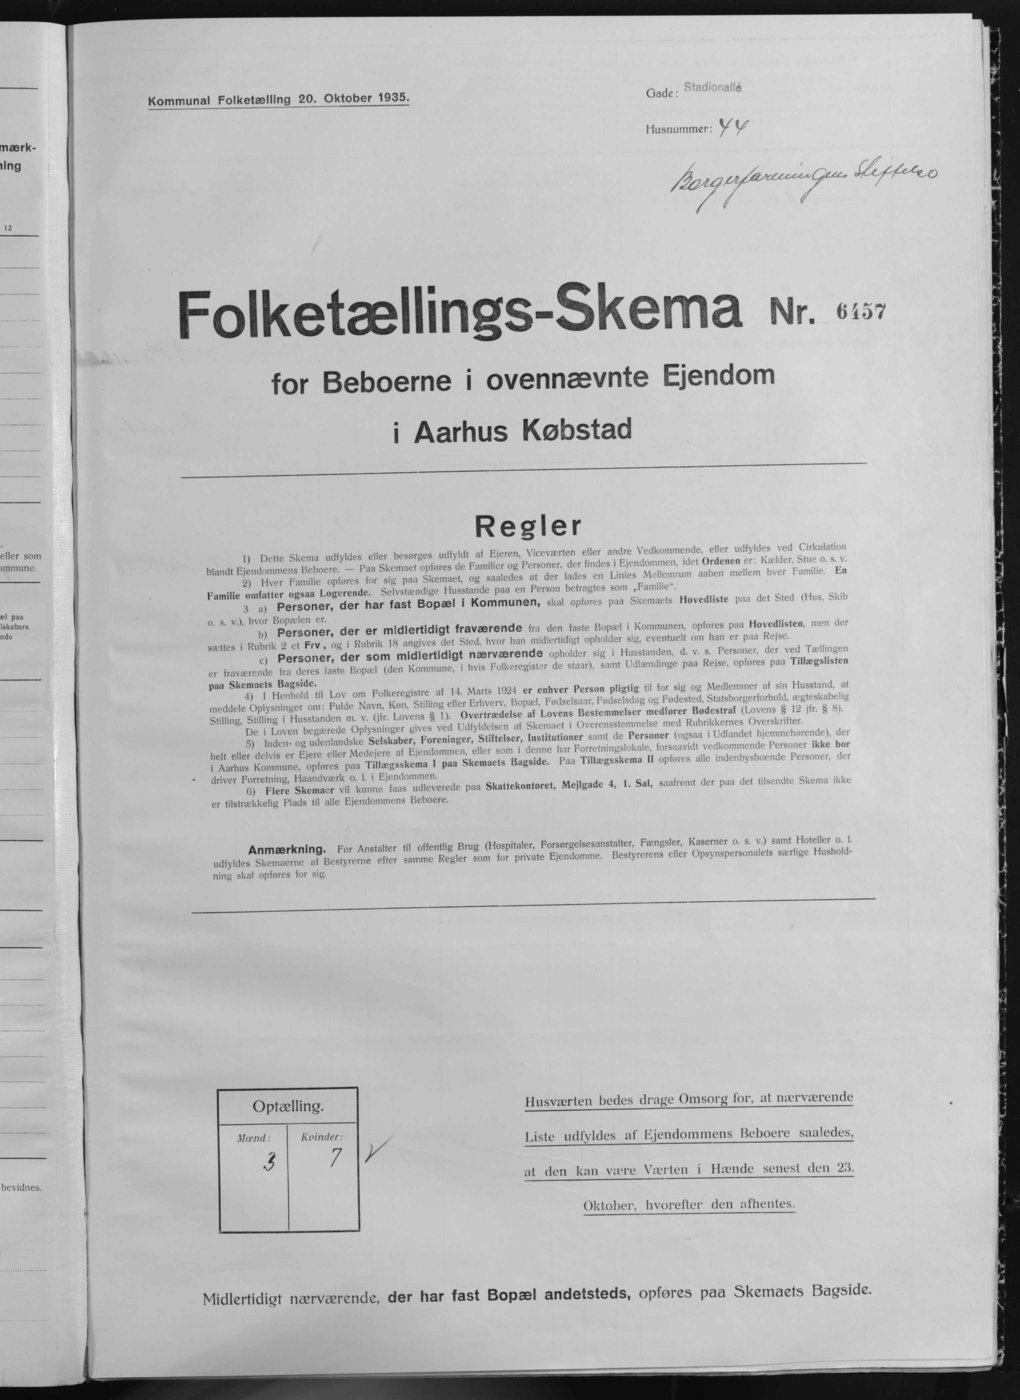 Kommunal Folketælling 20. Oktober 1935.
Gade: Stadionallé
Husnummer: 44
Borgerforeningens Stiftelse
Folketællings-Skema Nr. 6457
for Beboerne i ovennævnte Ejendom
i Aarhus Købstad
Regler
1) Dette Skema udfyldes eller besørges udfyldt af Ejeren, Viceværten eller andre Vedkommende, eller udfyldes ved Cirkulation
blandt Ejendommens Beboere. — Paa Skemaet opføres de Familier og Personer, der findes i Ejendommen, idet Ordenen er: Kælder, Stue o. s. v.
2) Hver Familie opføres for sig paa Skemaet, og saaledes at der lades en Linies Mellemrum aaben mellem hver Familie. En
Familie omfatter ogsaa Logerende. Selvstændige Husstande paa en Person betragtes som „Familie“.
3 a) Personer, der har fast Bopæl i Kommunen, skal opføres paa Skemaets Hovedliste paa det Sted (Hus, Skib
o. s. v.), hvor Bopælen er.
b) Personer, der er midlertidigt fraværende fra den faste Bopæl i Kommunen, opføres paa Hovedlisten, men der
sættes i Rubrik 2 et Frv, og i Rubrik 18 angives det Sted, hvor han midlertidigt opholder sig, eventuelt om han er paa Rejse.
c) Personer, der som midlertidigt nærværende opholder sig i Husstanden, d. v. s. Personer, der ved Tællingen
er fraværende fra deres faste Bopæl (den Kommune, i hvis Folkeregister de staar), samt Udlændinge paa Rejse, opføres paa Tillægslisten
paa Skemaets Bagside.
4) I Henhold til Lov om Folkeregistre af 14. Marts 1924 er enhver Person pligtig til for sig og Medlemmer af sin Husstand, at
meddele Oplysninger om: Fulde Navn, Køn, Stilling eller Erhverv, Bopæl, Fødselsaar, Fødselsdag og Fødested, Statsborgerforhold, ægteskabelig
Stilling, Stilling i Husstanden m. v. (jfr. Lovens § 1). Overtrædelse af Lovens Bestemmelser medfører Bødestraf (Lovens § 12 jfr. § 8).
De i Loven begærede Oplysninger gives ved Udfyldelsen af Skemaet i Overensstemmelse med Rubrikkernes Overskrifter.
5) Inden- og udenlandske Selskaber, Foreninger, Stiftelser, Institutioner samt de Personer (ogsaa i Udlandet hjemmehørende), der
helt eller delvis er Ejere eller Medejere af Ejendommen, eller som i denne har Forretningslokale, forsaavidt vedkommende Personer ikke bor
i Aarhus Kommune, opføres paa Tillægsskema I paa Skemaets Bagside. Paa Tillægsskema II opføres alle indenbysboende Personer, der
driver Forretning, Haandværk o. l. i Ejendommen.
6) Flere Skemaer vil kunne faas udleverede paa Skattekontoret, Mejlgade 4, 1. Sal, saafremt der paa det tilsendte Skema ikke
er tilstrækkelig Plads til alle Ejendommens Beboere.
Anmærkning. For Anstalter til offentlig Brug (Hospitaler, Forsørgelsesanstalter, Fængsler, Kaserner o. s. v.) samt Hoteller o. l.
udfyldes Skemaerne af Bestyrerne efter samme Regler som for private Ejendomme. Bestyrerens eller Opsynspersonalets særlige Hushold-
ning skal opføres for sig.
Optælling.
Mænd: Kvinder:
3 7
Husværten bedes drage Omsorg for, at nærværende
Liste udfyldes af Ejendommens Beboere saaledes,
at den kan være Værten i Hænde senest den 23.
Oktober, hvorefter den afhentes.
Midlertidigt nærværende, der har fast Bopæl andetsteds, opføres paa Skemaets Bagside.
mærk-
ning
12
eller som
ommune.
æl paa
lskabers
nde
bevidnes.